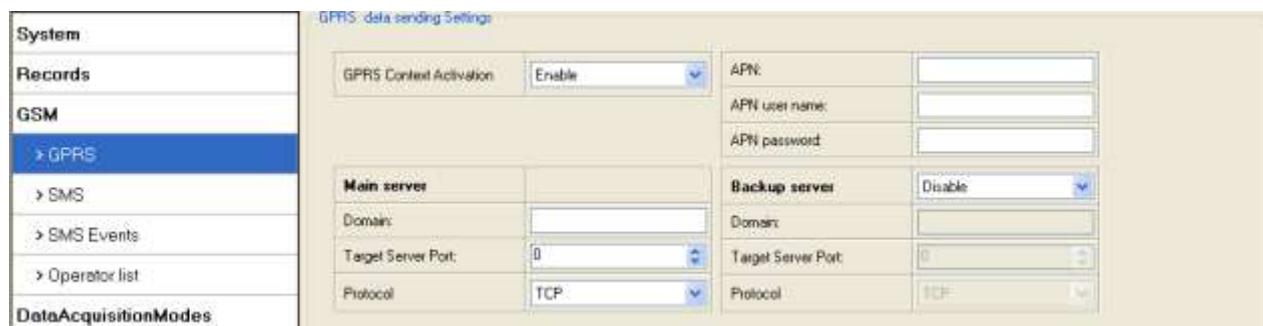 System
Records
GSM
> GPRS
> SMS
> SMS Events
> Operator list
DataAcquisitionModes
GPRS data sending Settings
GPRS Context Activation Enable
APN:
APN user name:
APN password:
Main server
Domain:
Target Server Port: 0
Protocol TCP
Backup server Disable
Domain:
Target Server Port: 0
Protocol TCP